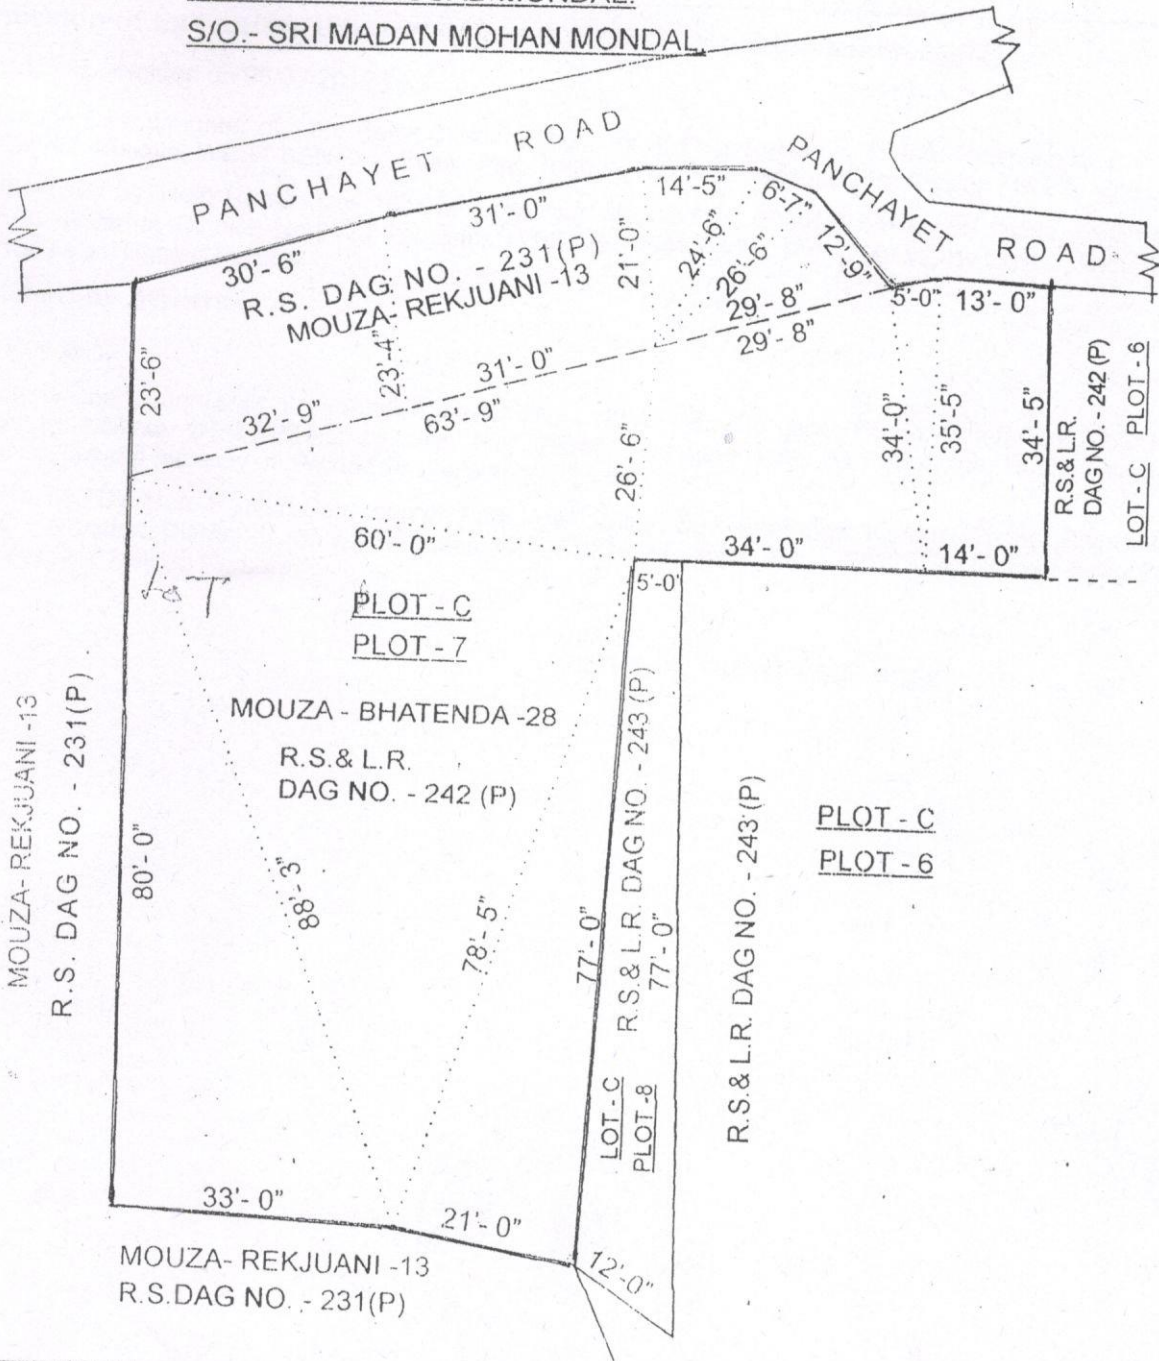 MONDAL.
S/O.- SRI MADAN MOHAN MONDAL.
PANCHAYET ROAD
PANCHAYET ROAD
30'- 6"
31'- 0"
14'-5"
6'-7"
12'-9"
R.S. DAG NO. - 231(P)
MOUZA- REKJUANI -13
21'-0"
24'-6"
26'-6"
29'- 8"
29'- 8"
5'-0"
13'- 0"
23'-6"
23'-4"
32'- 9"
31'- 0"
63'- 9"
26'- 6"
34'-0"
35'-5"
34'- 5"
R.S.& L.R.
DAG NO. - 242 (P)
LOT - C PLOT - 6
60'- 0"
34'- 0"
14'- 0"
5'-0'
LOT
PLOT - C
PLOT - 7
MOUZA - BHATENDA -28
R.S.& L.R.
DAG NO. - 242 (P)
MOUZA- REKJUANI -13
R.S. DAG NO. - 231(P)
80'- 0"
88'- 3"
78'- 5"
77'- 0"
R.S.& L.R. DAG NO. - 243 (P)
77'- 0"
LOT - C
PLOT-8
R.S.& L.R. DAG NO. - 243 (P)
PLOT - C
PLOT - 6
33'- 0"
21'- 0"
12'-0"
MOUZA- REKJUANI -13
R.S.DAG NO. - 231(P)